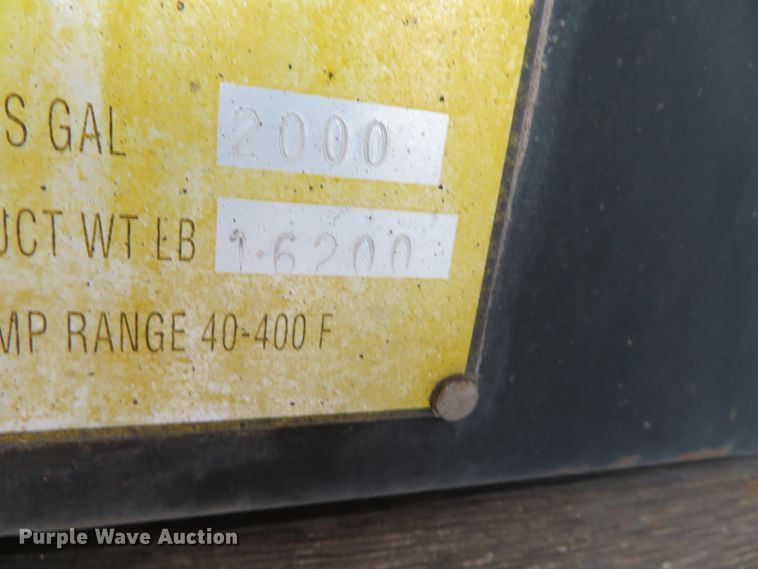 S GAL 2000
UCT WT LB 16200
MP RANGE 40-400 F
Purple Wave Auction